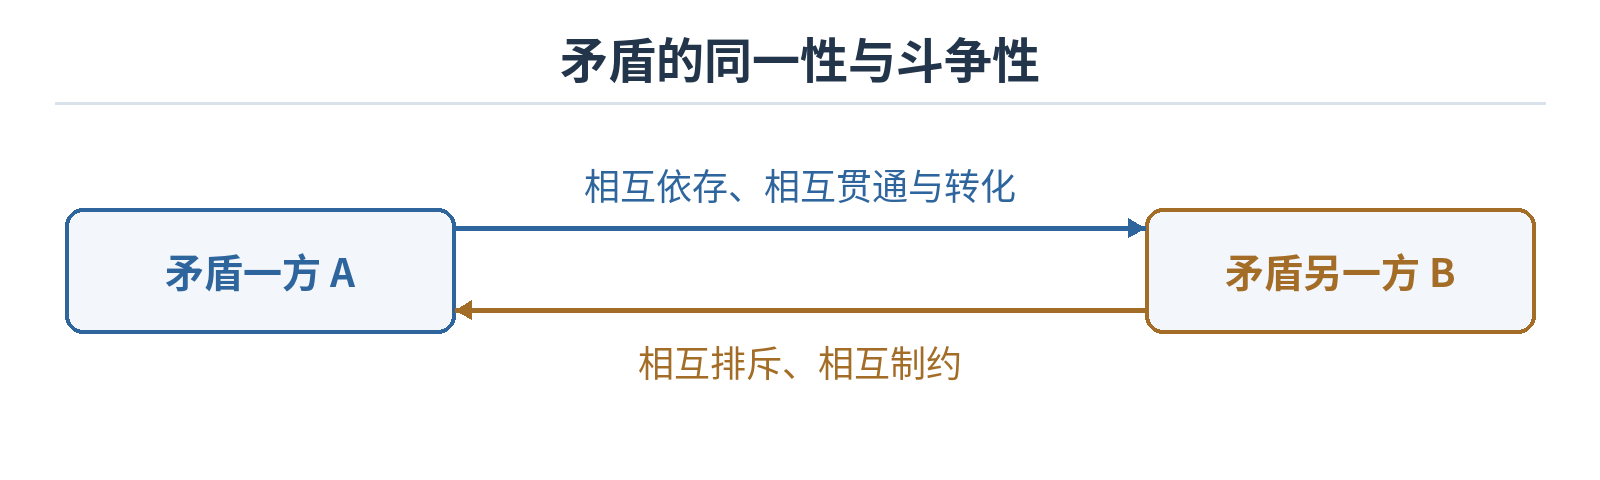 矛盾的同一性与斗争性
相互依存、相互贯通与转化
矛盾一方 A
矛盾另一方 B
相互排斥、相互制约